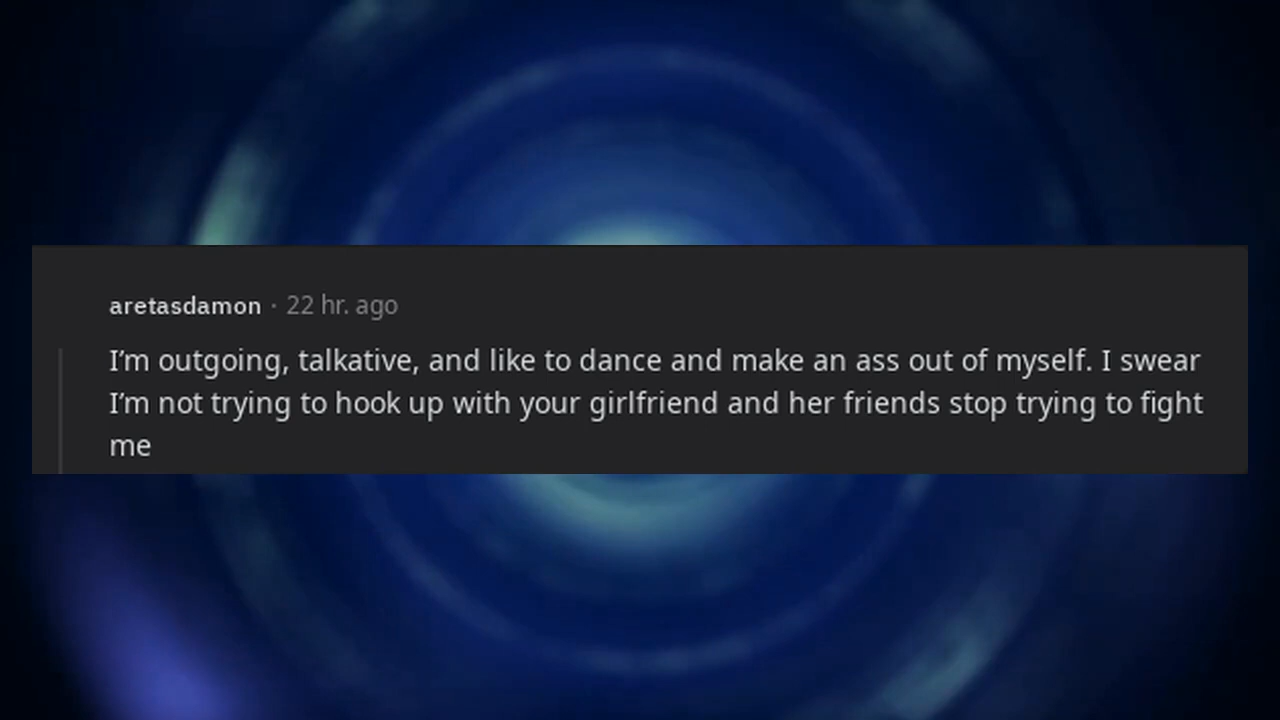 aretasdamon · 22 hr. ago
I’m outgoing, talkative, and like to dance and make an ass out of myself. I swear
I’m not trying to hook up with your girlfriend and her friends stop trying to fight
me